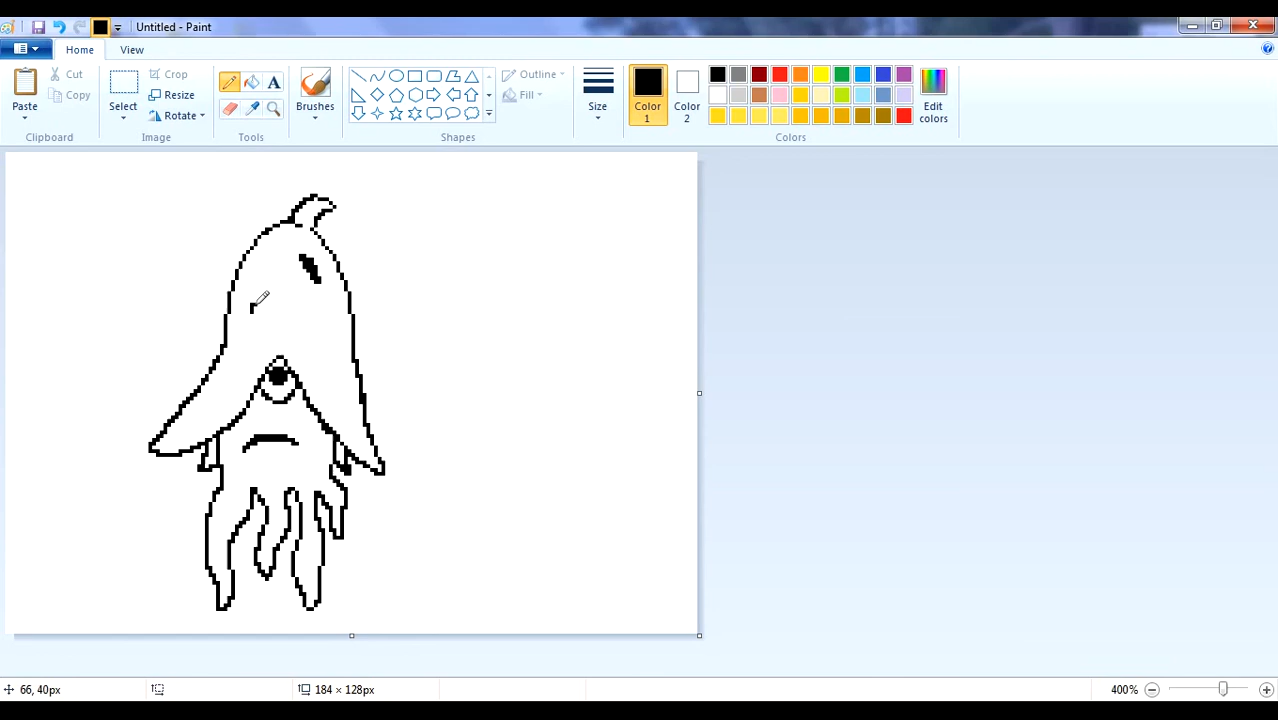 Untitled - Paint
Home View
Paste
Cut
Copy
Clipboard
Select
Crop
Resize
Rotate
Image
A
Tools
Brushes
Outline
Fill
Shapes
Size
Color 1
Color 2
Edit colors
Colors
66, 40px
184 × 128px
400%